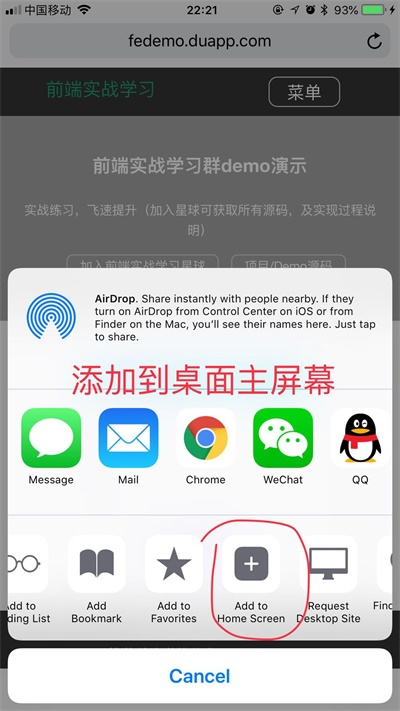 中国移动
22:21
93%
fedemo.duapp.com
前端实战学习
菜单
前端实战学习群demo演示
实战练习，飞速提升（加入星球可获取所有源码，及实现过程说
明）
加入前端实战学习星球
项目/Demo源码
AirDrop. Share instantly with people nearby. If they
turn on AirDrop from Control Center on iOS or from
Finder on the Mac, you'll see their names here. Just tap
to share.
添加到桌面主屏幕
Message
Mail
Chrome
WeChat
QQ
Add to
ding List
Add
Bookmark
Add to
Favorites
Add to
Home Screen
Request
Desktop Site
Find
Cancel